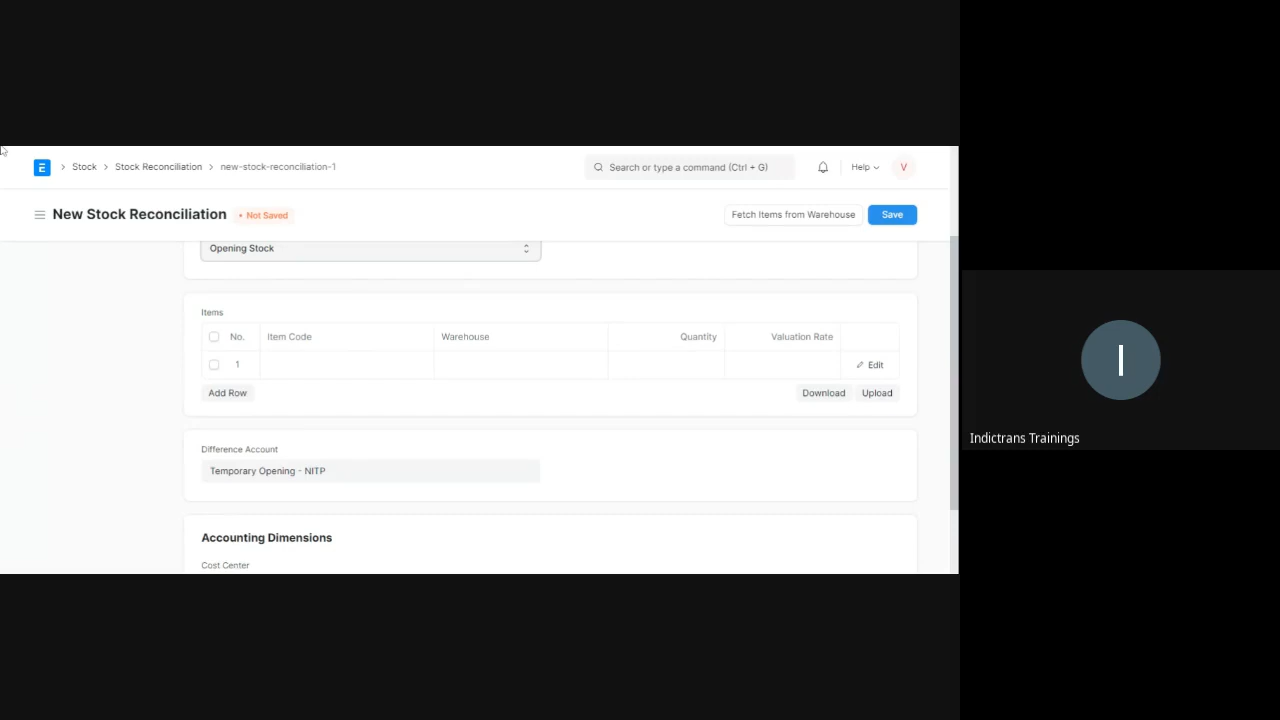 E > Stock > Stock Reconciliation > new-stock-reconciliation-1 Search or type a command (Ctrl + G) Help V
New Stock Reconciliation • Not Saved Fetch Items from Warehouse Save
Opening Stock
Items
No. Item Code Warehouse Quantity Valuation Rate
1 Edit
Add Row Download Upload
Difference Account
Temporary Opening - NITP
Accounting Dimensions
Cost Center
I
Indictrans Trainings